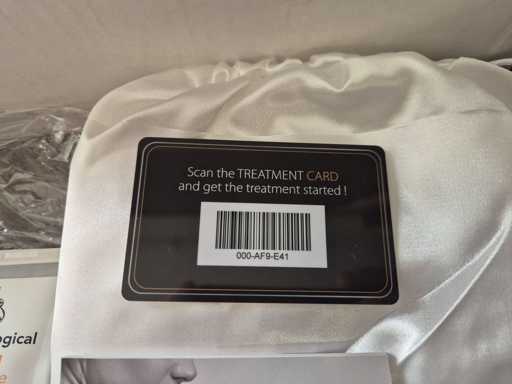 Scan the TREATMENT CARD
and get the treatment started !
000-AF9-E41
ogical